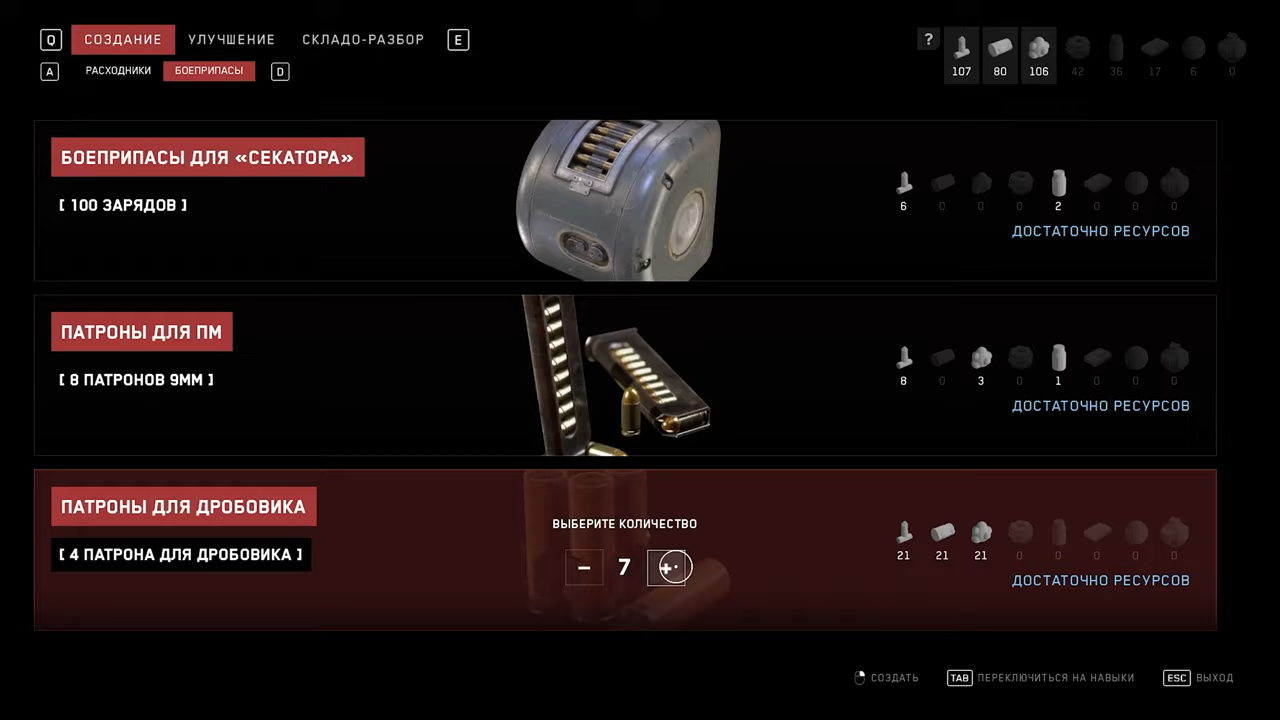 Q СОЗДАНИЕ УЛУЧШЕНИЕ СКЛАДО-РАЗБОР E
A РАСХОДНИКИ БОЕПРИПАСЫ D
? 107 80 106 42 36 17 6 0
БОЕПРИПАСЫ ДЛЯ «СЕКАТОРА»
[ 100 ЗАРЯДОВ ]
6 0 0 0 2 0 0 0
ДОСТАТОЧНО РЕСУРСОВ
ПАТРОНЫ ДЛЯ ПМ
[ 8 ПАТРОНОВ 9ММ ]
8 0 3 0 1 0 0 0
ДОСТАТОЧНО РЕСУРСОВ
ПАТРОНЫ ДЛЯ ДРОБОВИКА
[ 4 ПАТРОНА ДЛЯ ДРОБОВИКА ]
ВЫБЕРИТЕ КОЛИЧЕСТВО
− 7 +
21 21 21 0 0 0 0 0
ДОСТАТОЧНО РЕСУРСОВ
СОЗДАТЬ TAB ПЕРЕКЛЮЧИТЬСЯ НА НАВЫКИ ESC ВЫХОД